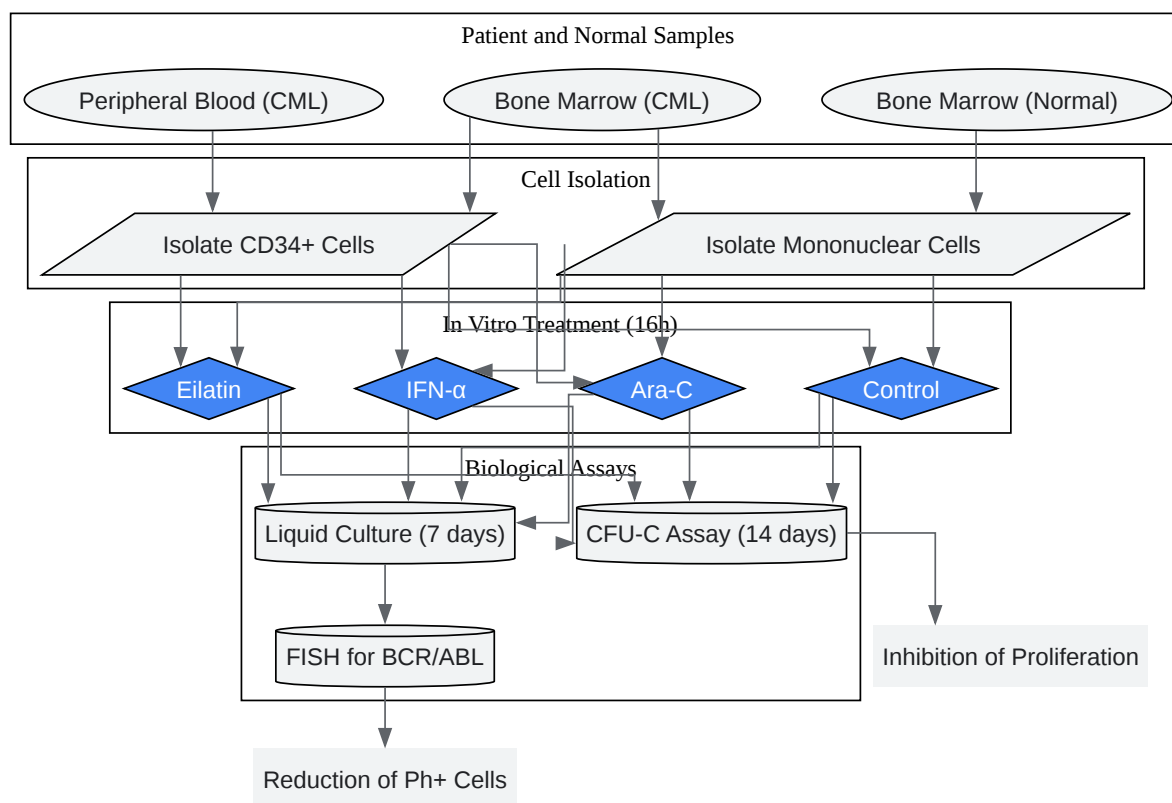 Patient and Normal Samples
Peripheral Blood (CML)
Bone Marrow (CML)
Bone Marrow (Normal)
Cell Isolation
Isolate CD34+ Cells
Isolate Mononuclear Cells
In Vitro Treatment (16h)
Eilatin
IFN-α
Ara-C
Control
Biological Assays
Liquid Culture (7 days)
CFU-C Assay (14 days)
FISH for BCR/ABL
Inhibition of Proliferation
Reduction of Ph+ Cells